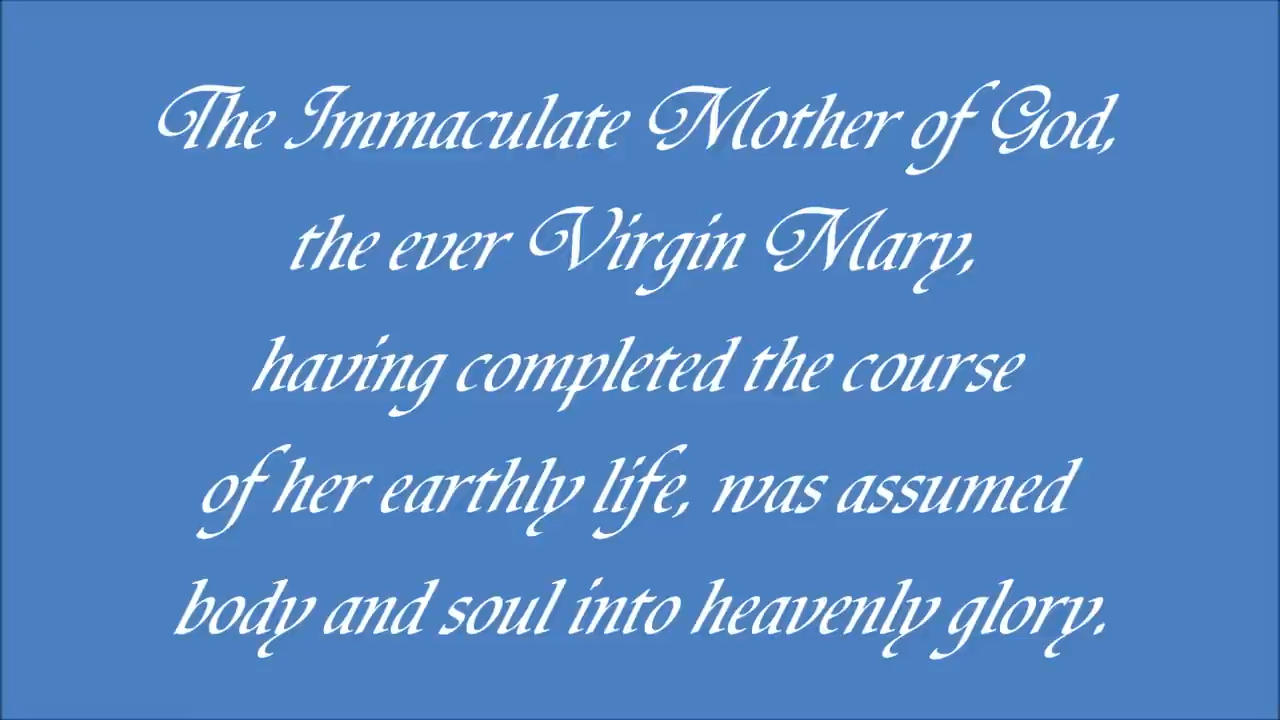 The Immaculate Mother of God,
the ever Virgin Mary,
having completed the course
of her earthly life, was assumed
body and soul into heavenly glory.